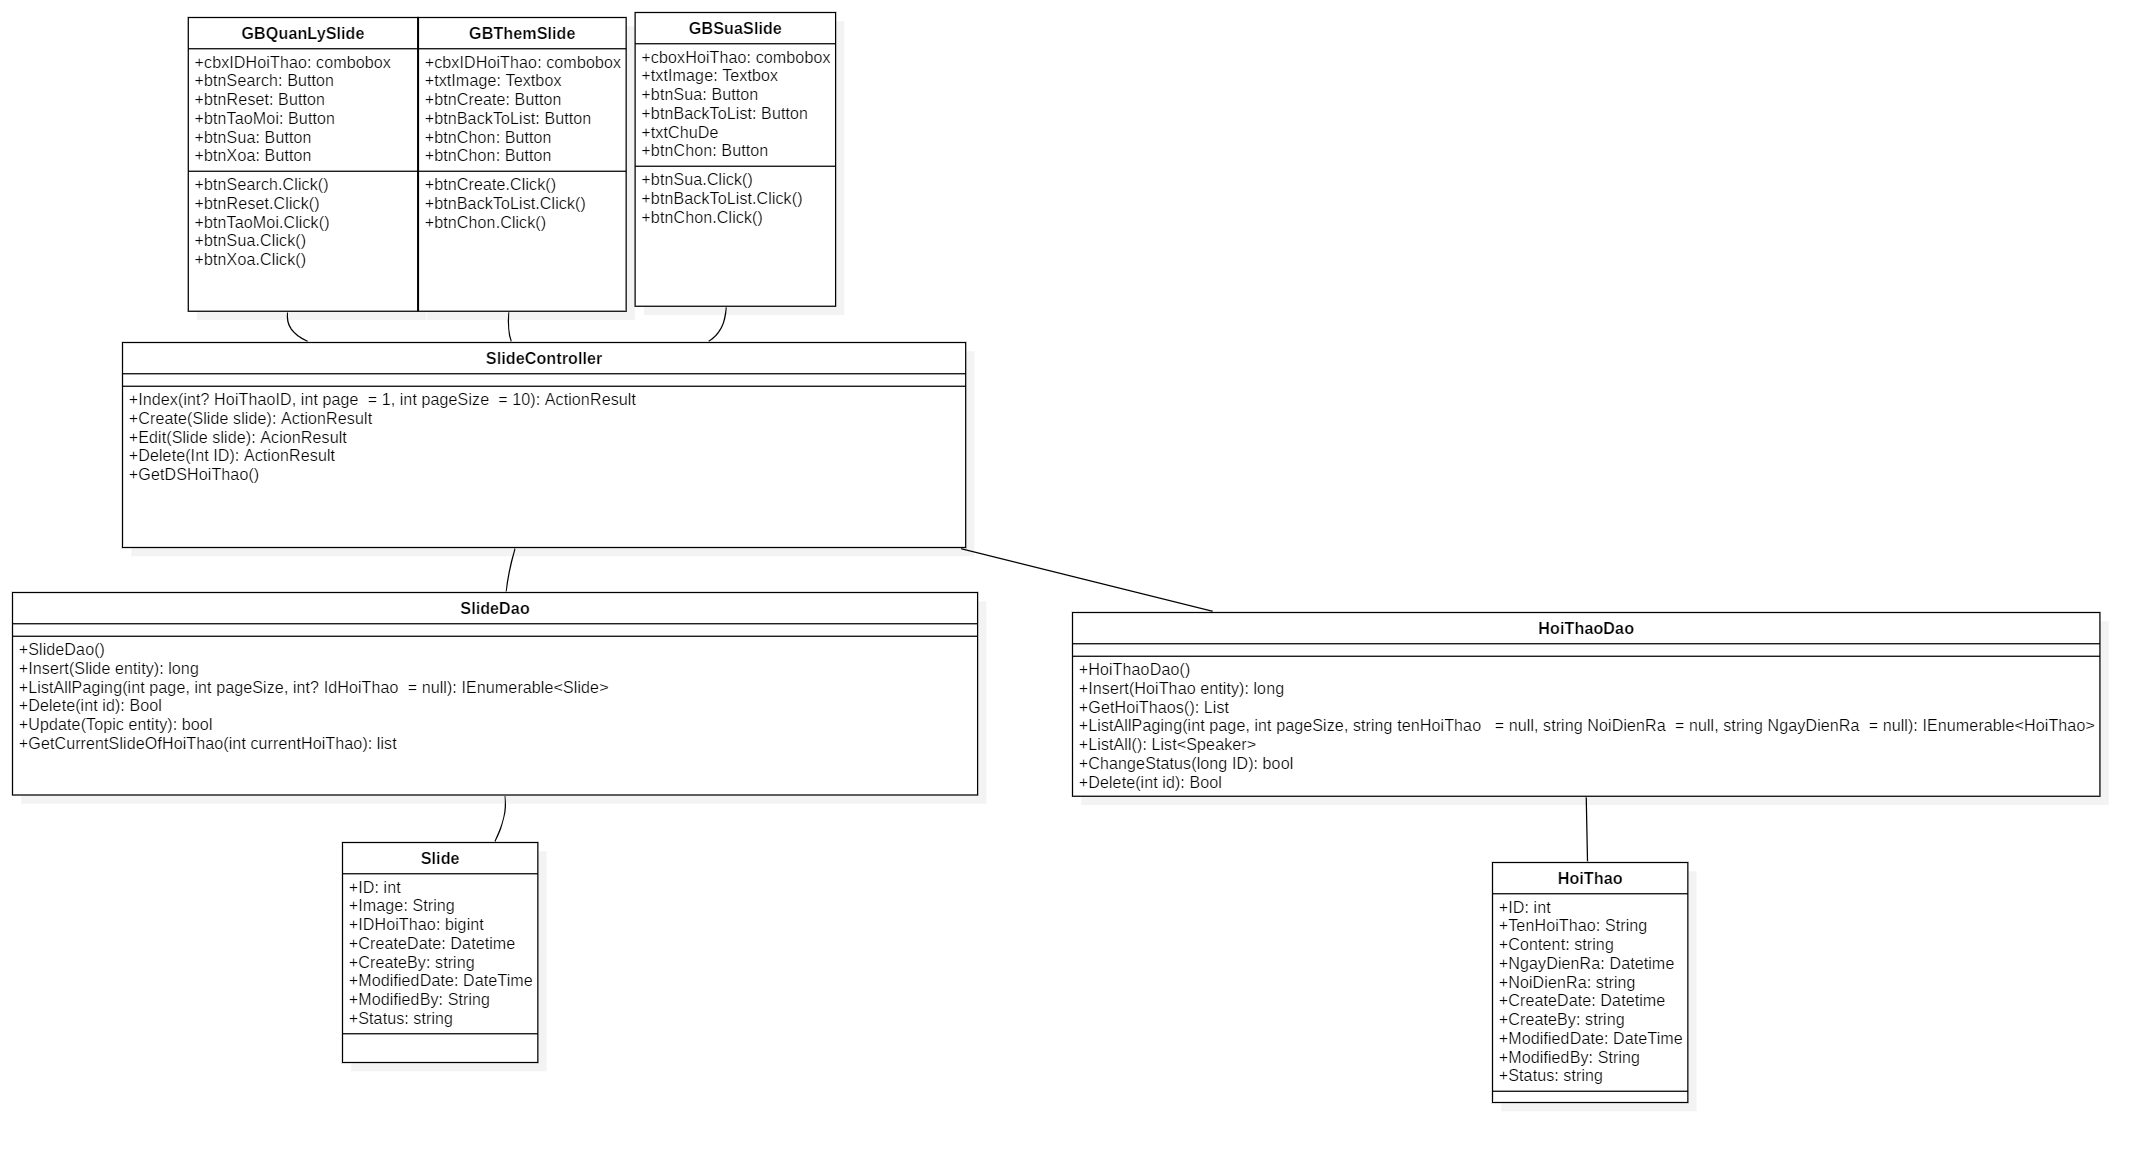 GBQuanLySlide
+cbxIDHoiThao: combobox
+btnSearch: Button
+btnReset: Button
+btnTaoMoi: Button
+btnSua: Button
+btnXoa: Button
+btnSearch.Click()
+btnReset.Click()
+btnTaoMoi.Click()
+btnSua.Click()
+btnXoa.Click()
GBThemSlide
+cbxIDHoiThao: combobox
+txtImage: Textbox
+btnCreate: Button
+btnBackToList: Button
+btnChon: Button
+btnChon: Button
+btnCreate.Click()
+btnBackToList.Click()
+btnChon.Click()
GBSuaSlide
+cboxHoiThao: combobox
+txtImage: Textbox
+btnSua: Button
+btnBackToList: Button
+txtChuDe
+btnChon: Button
+btnSua.Click()
+btnBackToList.Click()
+btnChon.Click()
SlideController
+Index(int? HoiThaoID, int page  = 1, int pageSize  = 10): ActionResult
+Create(Slide slide): ActionResult
+Edit(Slide slide): AcionResult
+Delete(Int ID): ActionResult
+GetDSHoiThao()
SlideDao
+SlideDao()
+Insert(Slide entity): long
+ListAllPaging(int page, int pageSize, int? IdHoiThao  = null): IEnumerable<Slide>
+Delete(int id): Bool
+Update(Topic entity): bool
+GetCurrentSlideOfHoiThao(int currentHoiThao): list
HoiThaoDao
+HoiThaoDao()
+Insert(HoiThao entity): long
+GetHoiThaos(): List
+ListAllPaging(int page, int pageSize, string tenHoiThao   = null, string NoiDienRa  = null, string NgayDienRa  = null): IEnumerable<HoiThao>
+ListAll(): List<Speaker>
+ChangeStatus(long ID): bool
+Delete(int id): Bool
Slide
+ID: int
+Image: String
+IDHoiThao: bigint
+CreateDate: Datetime
+CreateBy: string
+ModifiedDate: DateTime
+ModifiedBy: String
+Status: string
HoiThao
+ID: int
+TenHoiThao: String
+Content: string
+NgayDienRa: Datetime
+NoiDienRa: string
+CreateDate: Datetime
+CreateBy: string
+ModifiedDate: DateTime
+ModifiedBy: String
+Status: string